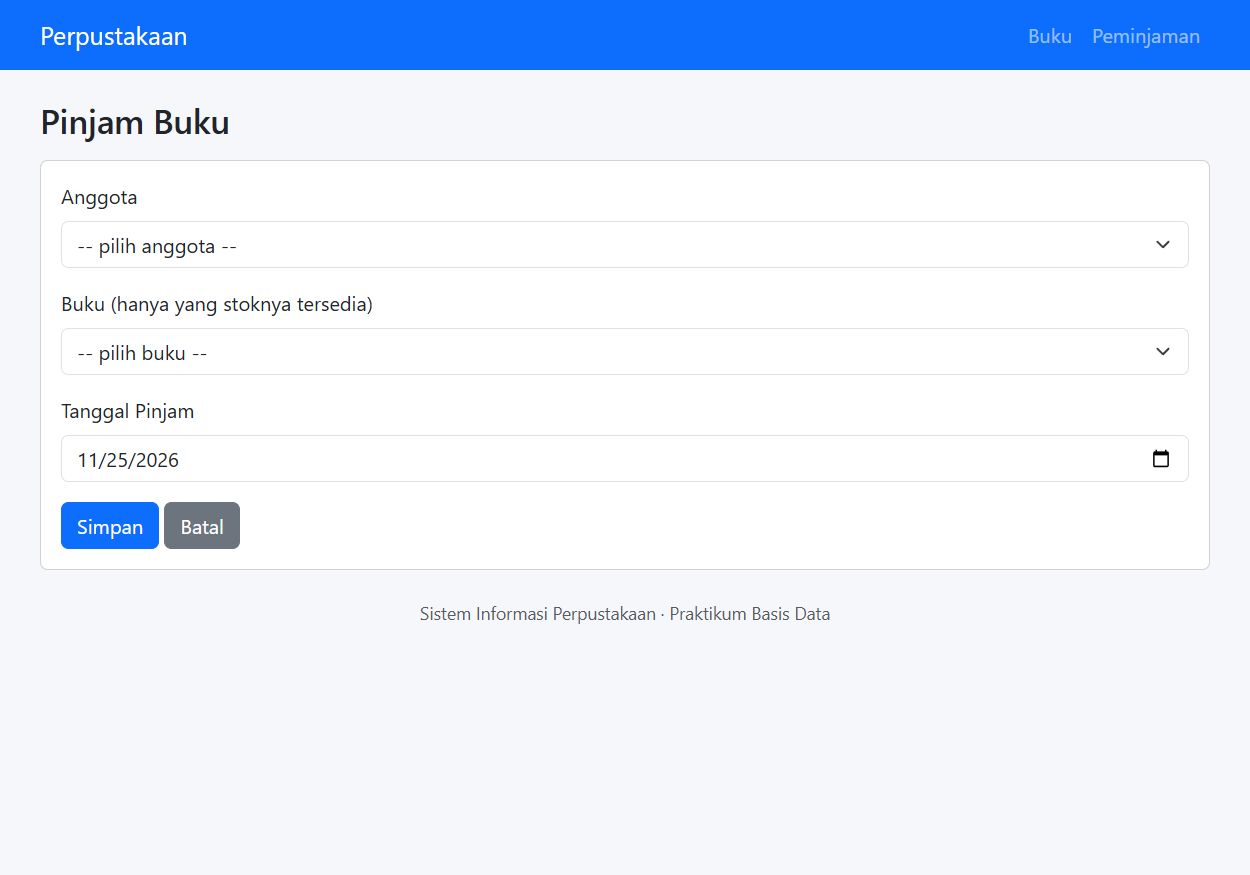 Perpustakaan
Buku Peminjaman
Pinjam Buku
Anggota
-- pilih anggota --
Buku (hanya yang stoknya tersedia)
-- pilih buku --
Tanggal Pinjam
11/25/2026
Simpan Batal
Sistem Informasi Perpustakaan · Praktikum Basis Data